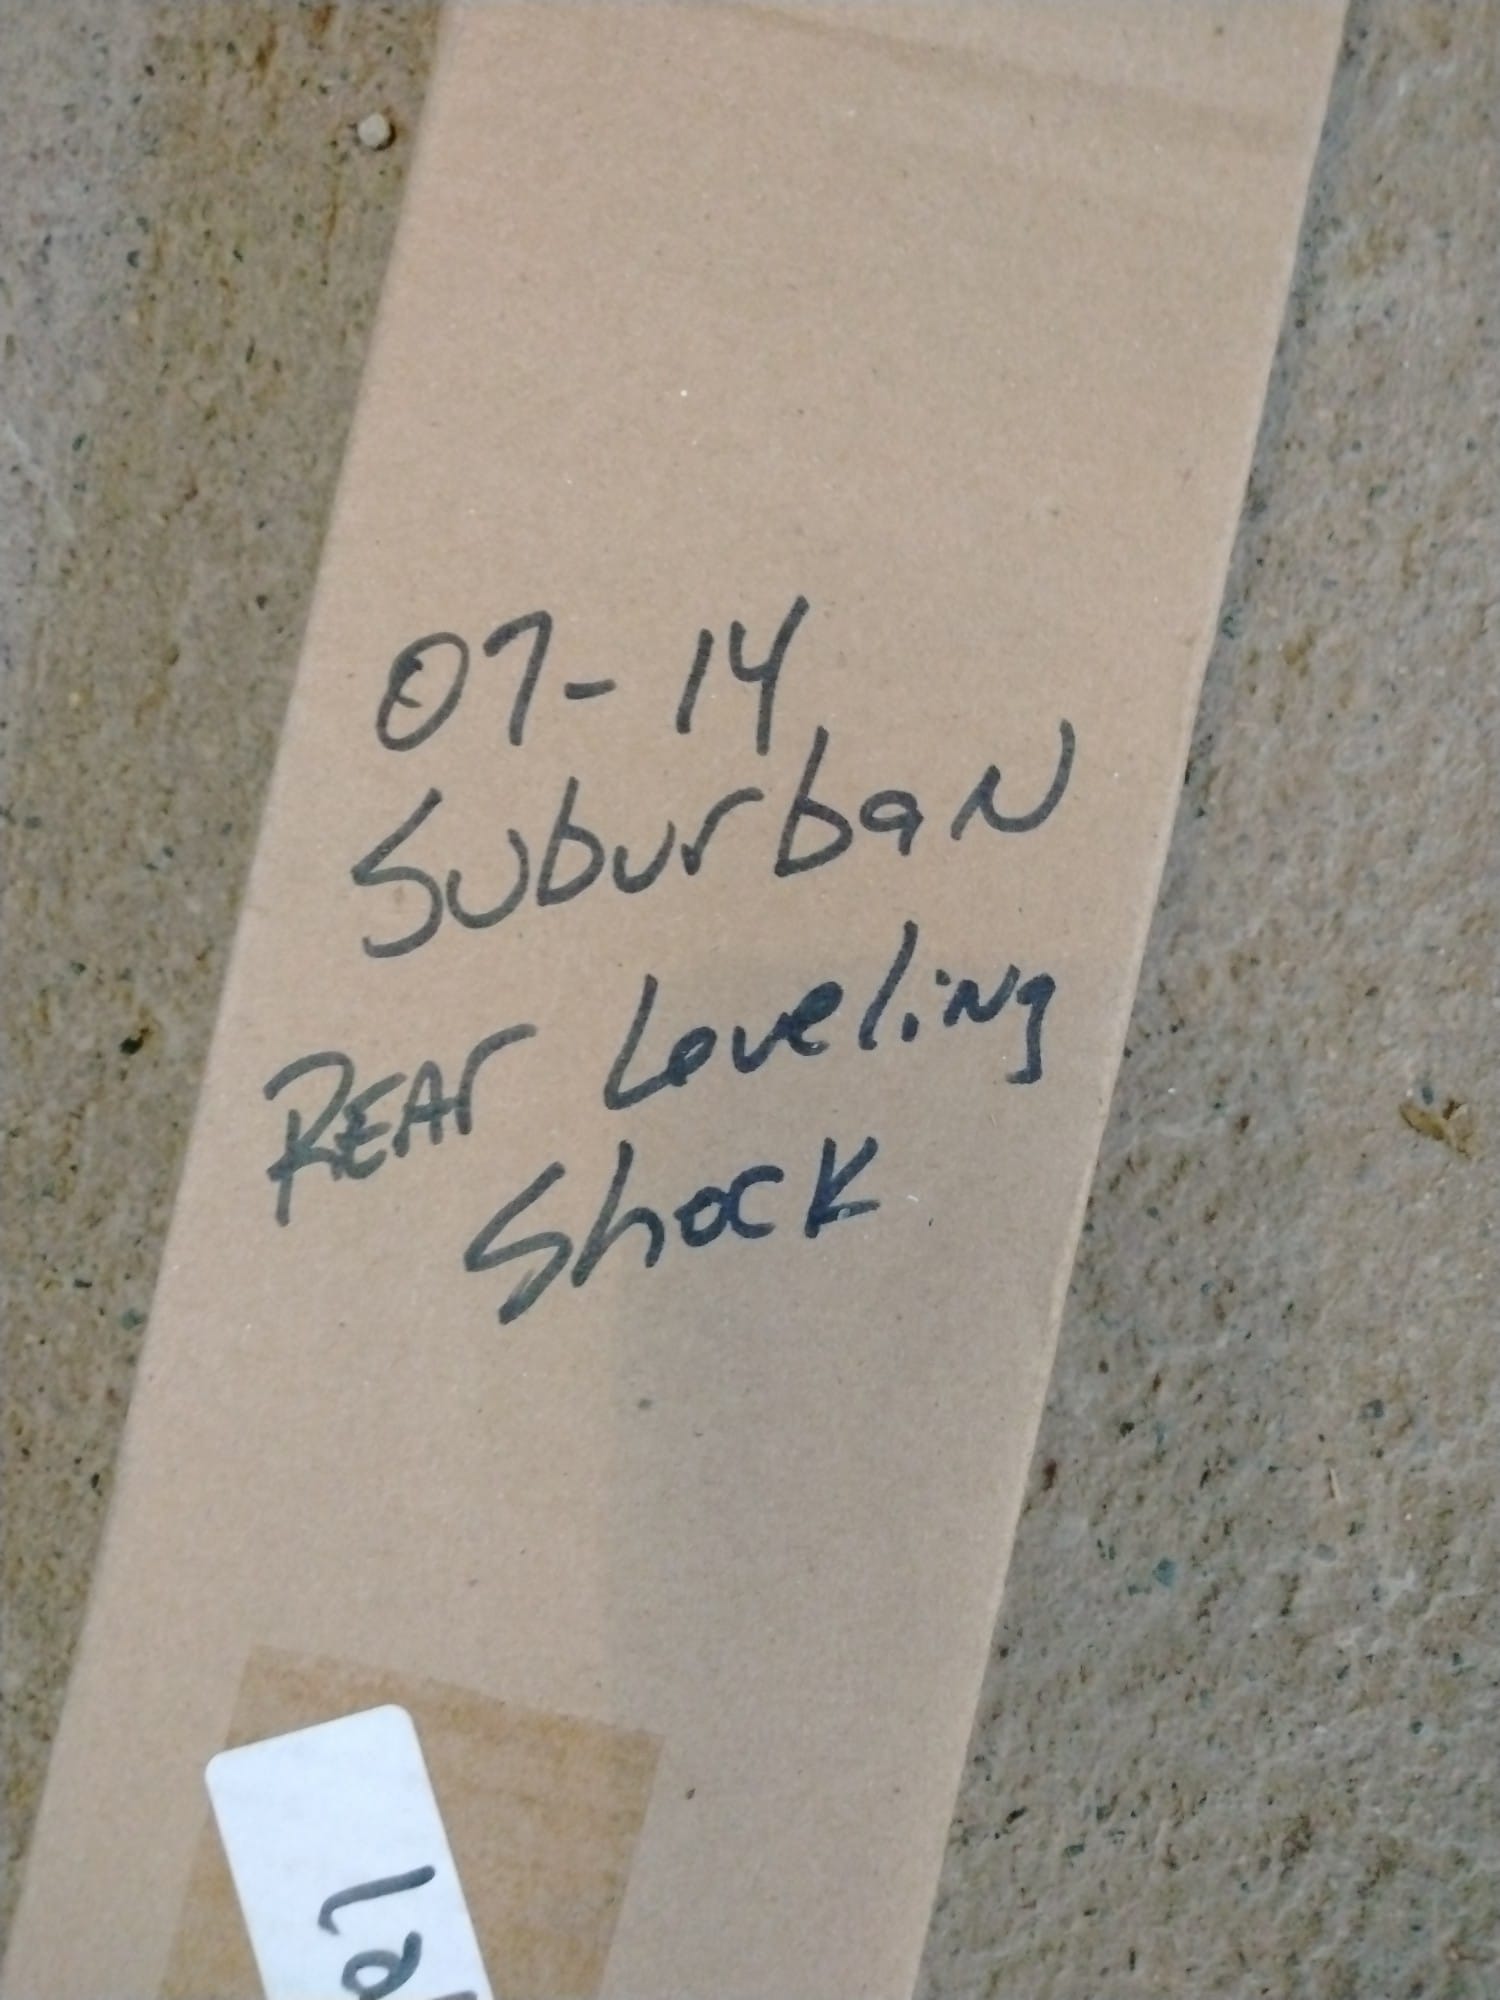 07-14
Suburban
REAr Leveling
Shock